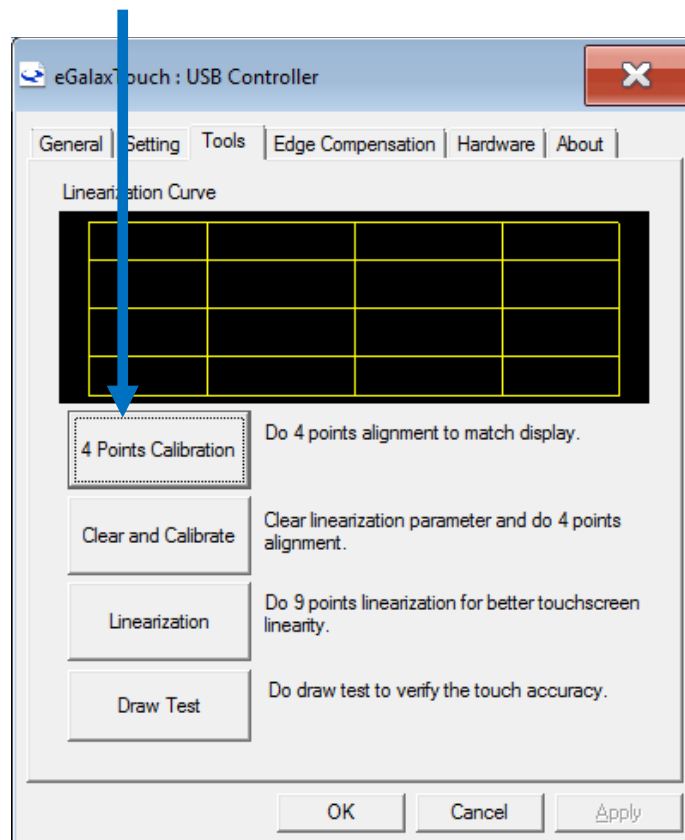 eGalaxTouch : USB Controller
General Setting Tools Edge Compensation Hardware About
Linearization Curve
4 Points Calibration
Do 4 points alignment to match display.
Clear and Calibrate
Clear linearization parameter and do 4 points
alignment.
Linearization
Do 9 points linearization for better touchscreen
linearity.
Draw Test
Do draw test to verify the touch accuracy.
OK Cancel Apply